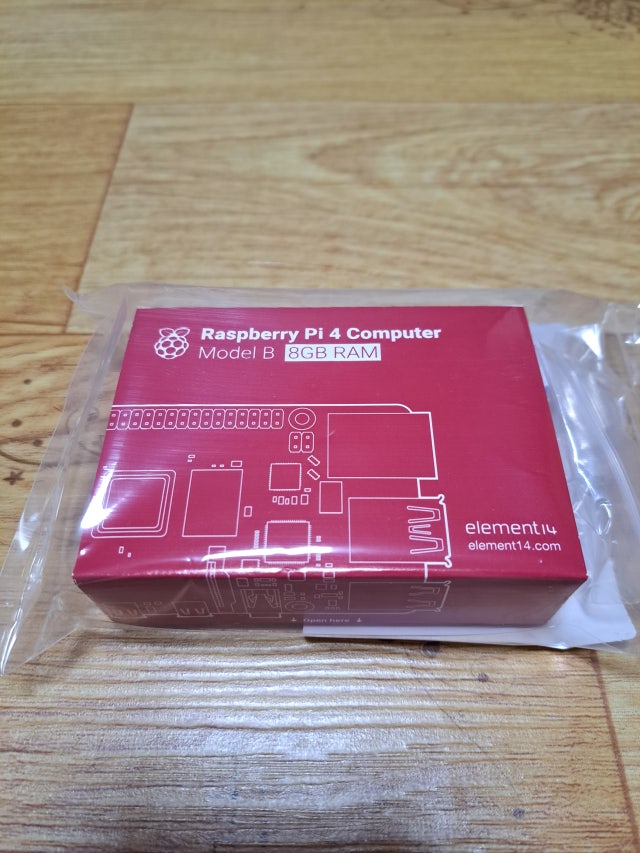 Raspberry Pi 4 Computer
Model B 8GB RAM
element14
element14.com
↓ Open here ↓